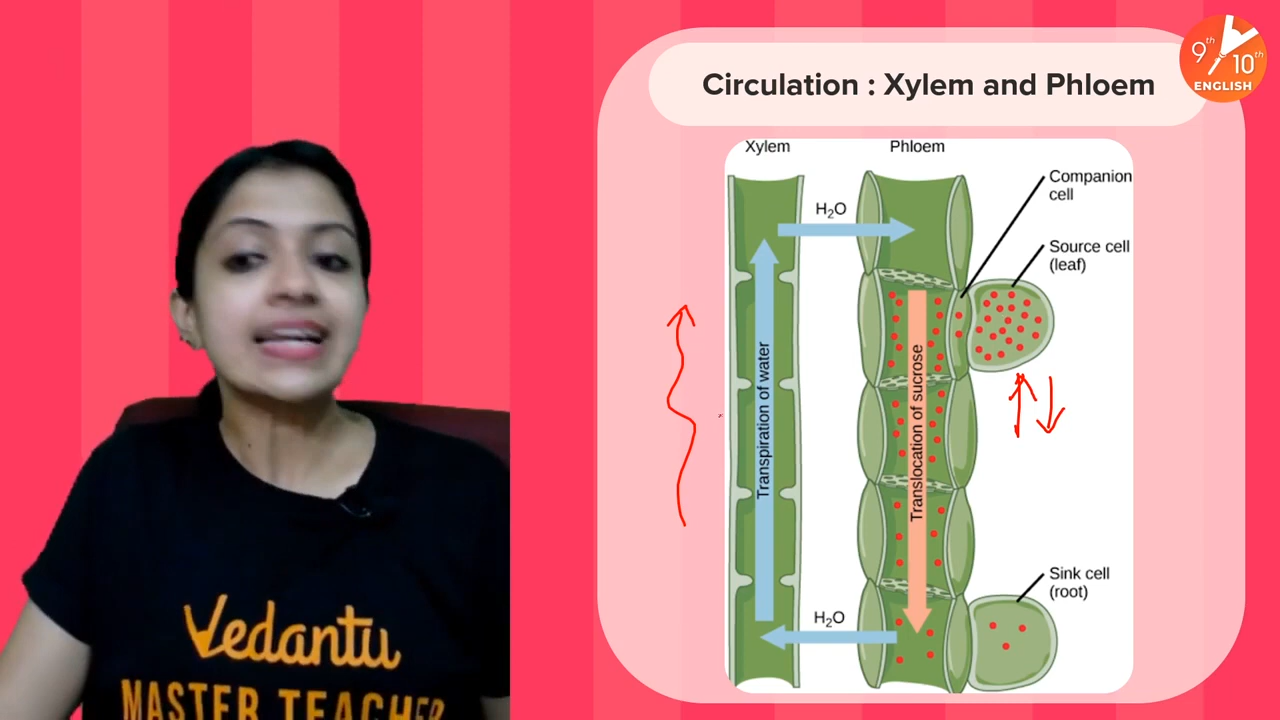 Circulation : Xylem and Phloem
9th
10th
ENGLISH
Xylem
Phloem
Companion
cell
H₂O
Source cell
(leaf)
Transpiration of water
Translocation of sucrose
Sink cell
(root)
H₂O
Vedantu
MASTER TEACHER